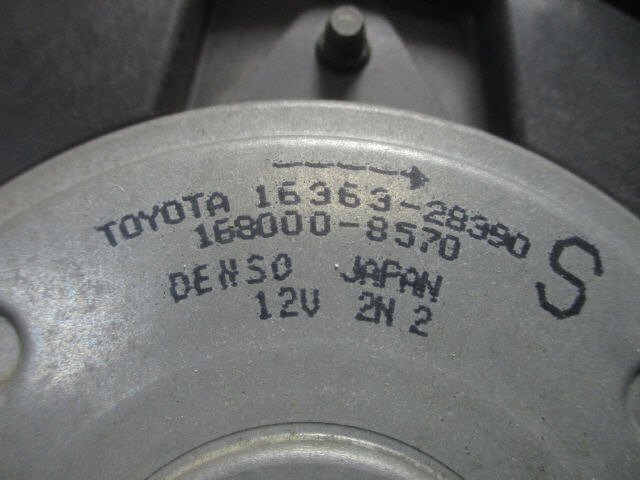 TOYOTA 16363-28390
168000-8570
S
DENSO JAPAN
12V 2N 2